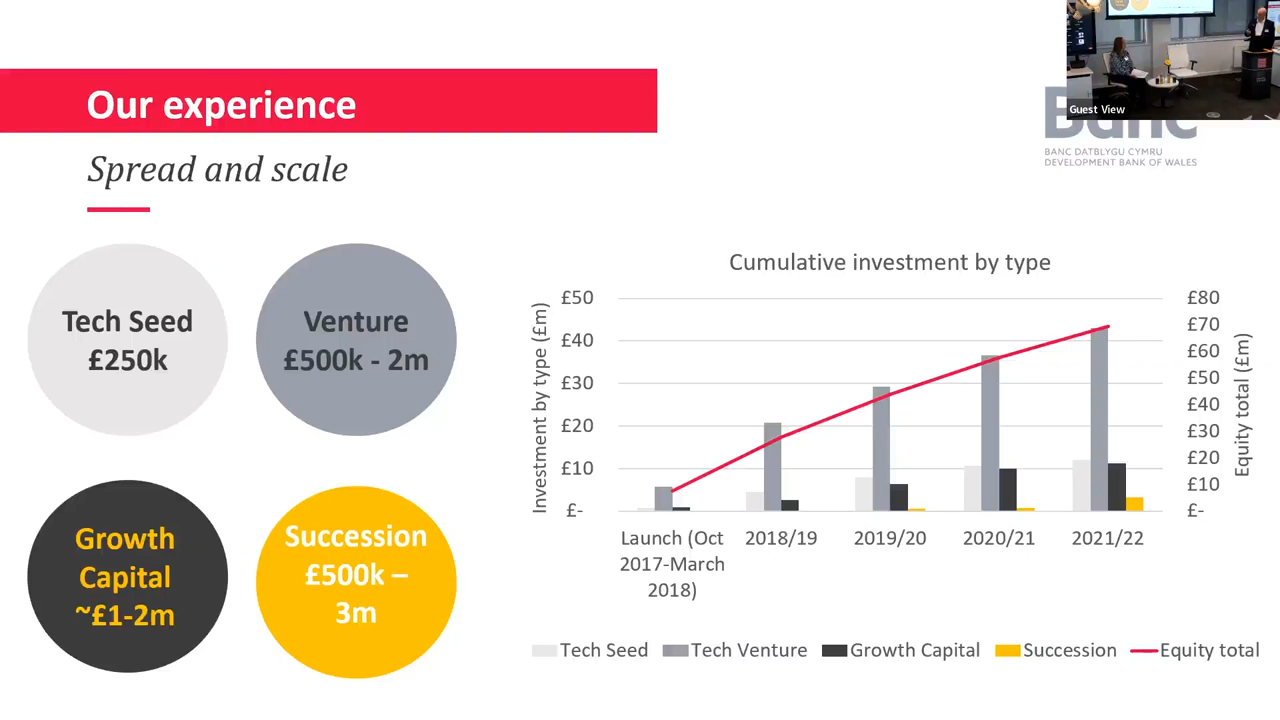 Our experience
Spread and scale
Guest View
Banc
BANC DATBLYGU CYMRU
DEVELOPMENT BANK OF WALES
Tech Seed
£250k
Venture
£500k - 2m
Growth
Capital
~£1-2m
Succession
£500k –
3m
Cumulative investment by type
Investment by type (£m)
£50
£40
£30
£20
£10
£-
£80
£70
£60
£50
£40
£30
£20
£10
£-
Equity total (£m)
Launch (Oct
2017-March
2018)
2018/19
2019/20
2020/21
2021/22
Tech Seed
Tech Venture
Growth Capital
Succession
Equity total